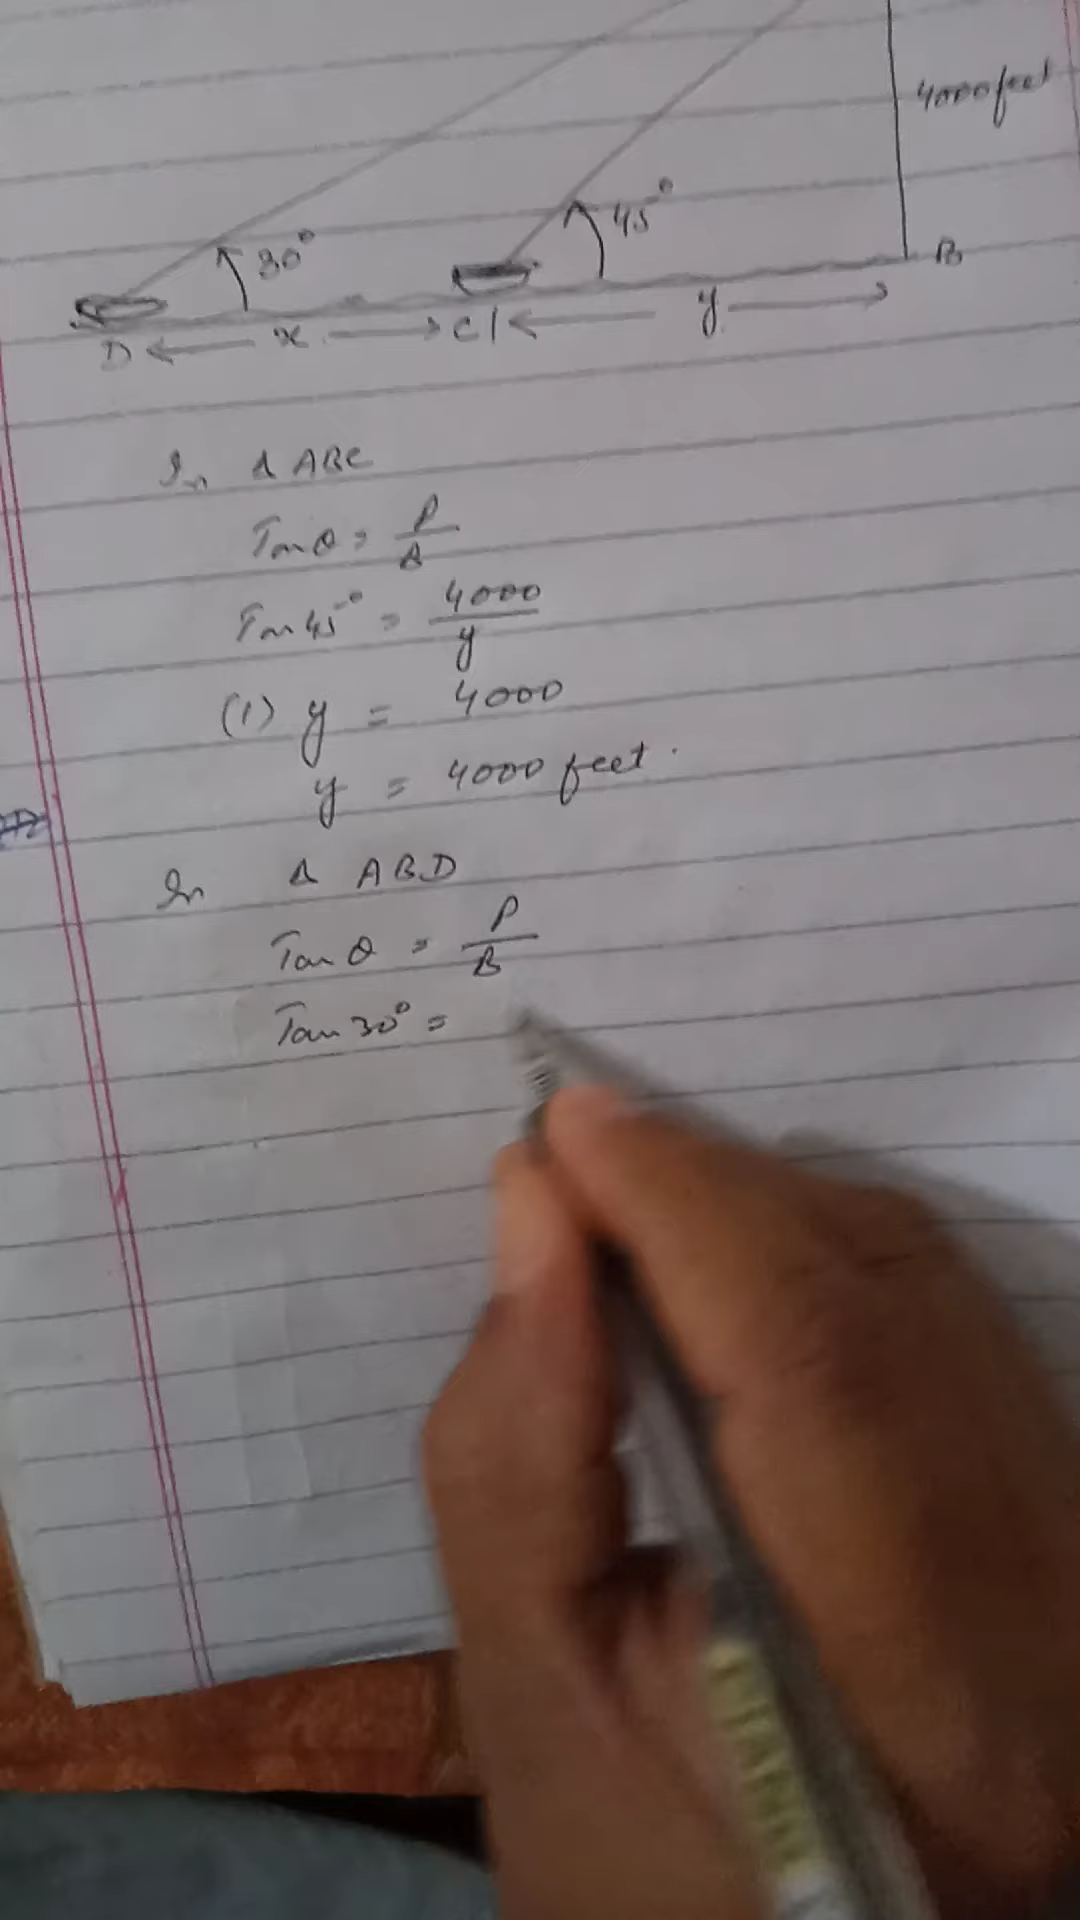 4000 feet
30° 45° B
D x C y
In Δ ABC
Tan θ = P/B
Tan 45° = 4000/y
(1) y = 4000
y = 4000 feet.
In Δ ABD
Tan θ = P/B
Tan 30° =